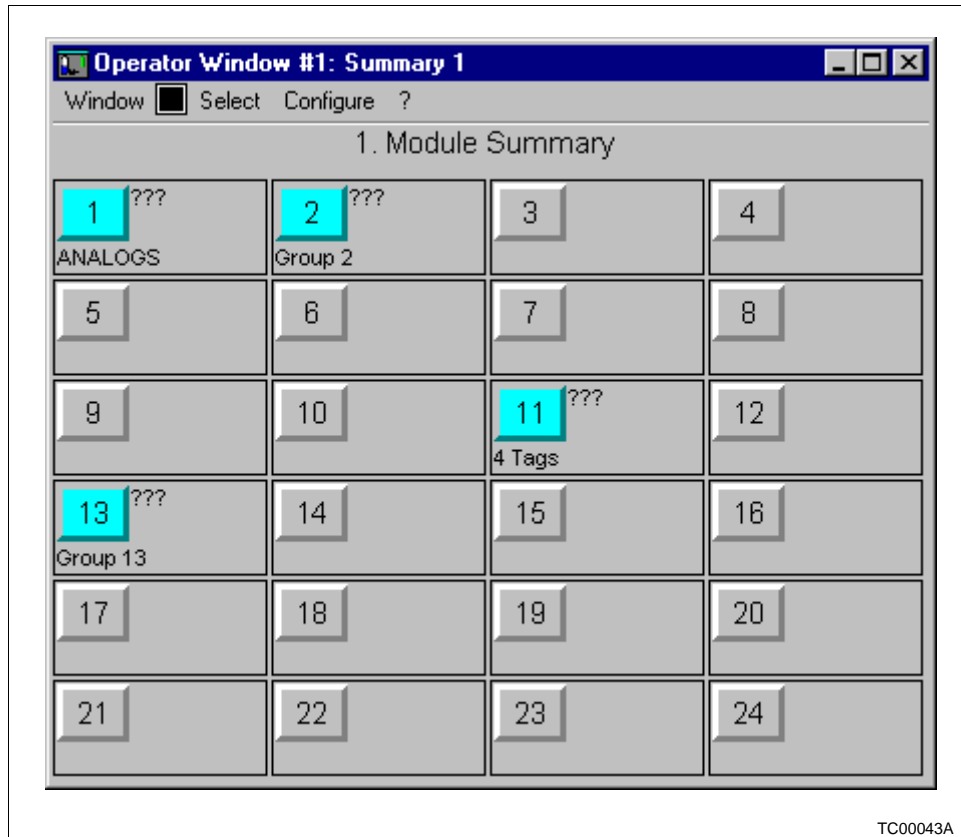 Operator Window #1: Summary 1
Window Select Configure ?
1. Module Summary
1 ??? 2 ??? 3 4
ANALOGS Group 2
5 6 7 8
9 10 11 ??? 12
4 Tags
13 ??? 14 15 16
Group 13
17 18 19 20
21 22 23 24
TC00043A